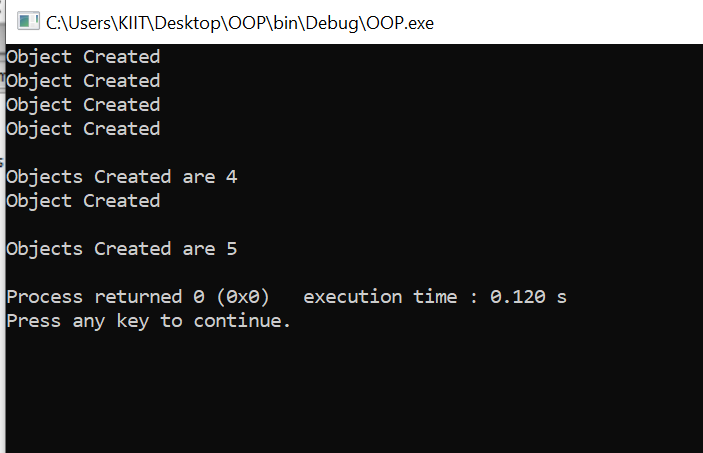 C:\Users\KIIT\Desktop\OOP\bin\Debug\OOP.exe
Object Created
Object Created
Object Created
Object Created
Objects Created are 4
Object Created
Objects Created are 5
Process returned 0 (0x0)   execution time : 0.120 s
Press any key to continue.